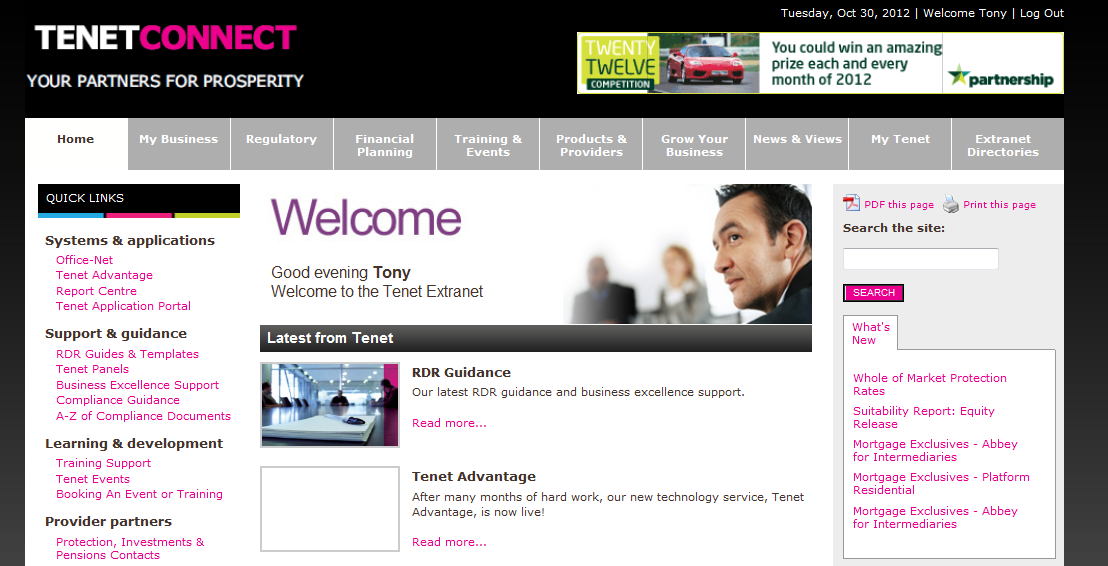 Tuesday, Oct 30, 2012 | Welcome Tony | Log Out
TENETCONNECT
YOUR PARTNERS FOR PROSPERITY
TWENTY
TWELVE
COMPETITION
You could win an amazing
prize each and every
month of 2012
partnership
Home
My Business
Regulatory
Financial
Planning
Training &
Events
Products &
Providers
Grow Your
Business
News & Views
My Tenet
Extranet
Directories
QUICK LINKS
Systems & applications
Office-Net
Tenet Advantage
Report Centre
Tenet Application Portal
Support & guidance
RDR Guides & Templates
Tenet Panels
Business Excellence Support
Compliance Guidance
A-Z of Compliance Documents
Learning & development
Training Support
Tenet Events
Booking An Event or Training
Provider partners
Protection, Investments &
Pensions Contacts
Welcome
Good evening Tony
Welcome to the Tenet Extranet
Latest from Tenet
RDR Guidance
Our latest RDR guidance and business excellence support.
Read more...
Tenet Advantage
After many months of hard work, our new technology service, Tenet
Advantage, is now live!
Read more...
PDF this page
Print this page
Search the site:
SEARCH
What's
New
Whole of Market Protection
Rates
Suitability Report: Equity
Release
Mortgage Exclusives - Abbey
for Intermediaries
Mortgage Exclusives - Platform
Residential
Mortgage Exclusives - Abbey
for Intermediaries